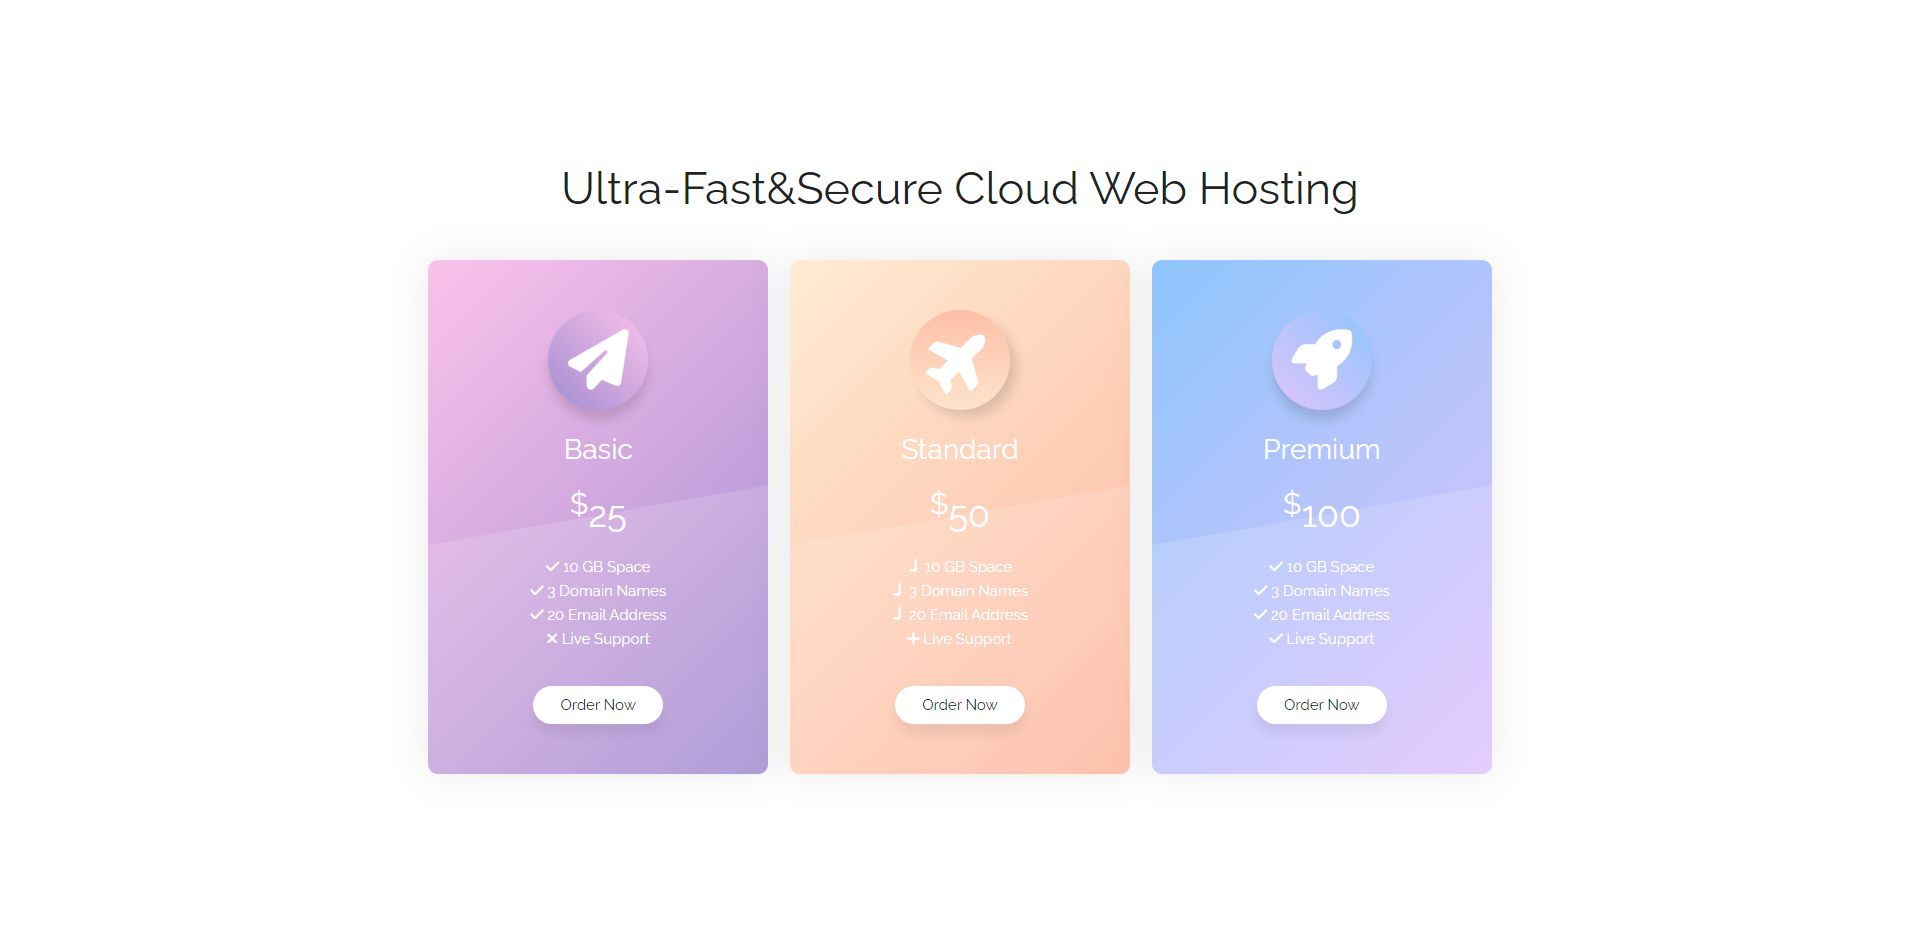 Ultra-Fast&Secure Cloud Web Hosting
Basic
$25
10 GB Space
3 Domain Names
20 Email Address
Live Support
Order Now
Standard
$50
10 GB Space
3 Domain Names
20 Email Address
Live Support
Order Now
Premium
$100
10 GB Space
3 Domain Names
20 Email Address
Live Support
Order Now